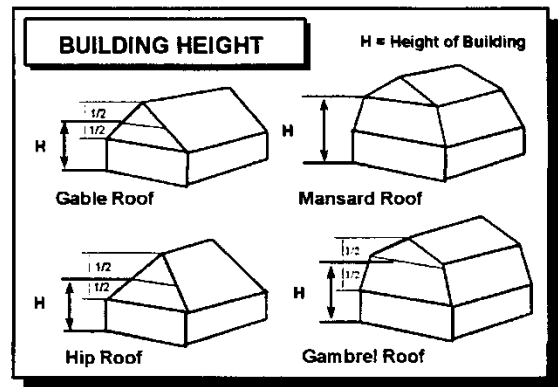 BUILDING HEIGHT
H = Height of Building
1/2
1/2
H
Gable Roof
H
Mansard Roof
1/2
1/2
H
Hip Roof
1/2
1/2
H
Gambrel Roof